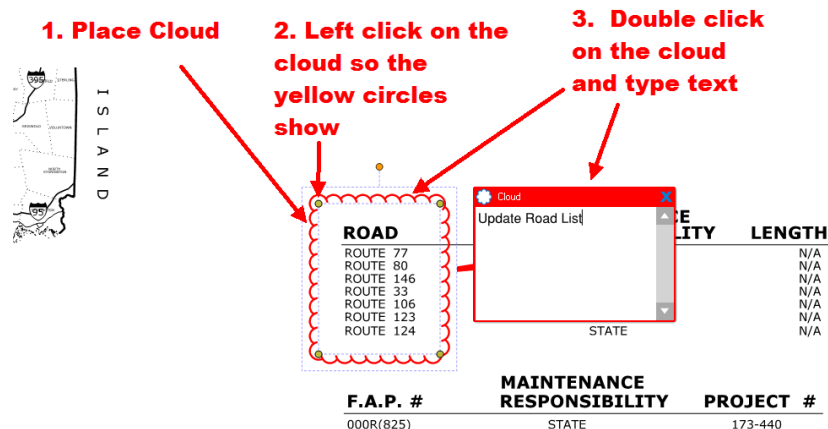 1. Place Cloud
2. Left click on the
cloud so the
yellow circles
show
3. Double click
on the cloud
and type text
395
ISLAND
95
Cloud
X
Update Road List
ROAD
CE
LITY
LENGTH
ROUTE 77
N/A
ROUTE 80
N/A
ROUTE 146
N/A
ROUTE 33
N/A
ROUTE 106
N/A
ROUTE 123
N/A
ROUTE 124
STATE
N/A
F.A.P. #
MAINTENANCE
RESPONSIBILITY
PROJECT #
000R(825)
STATE
173-440